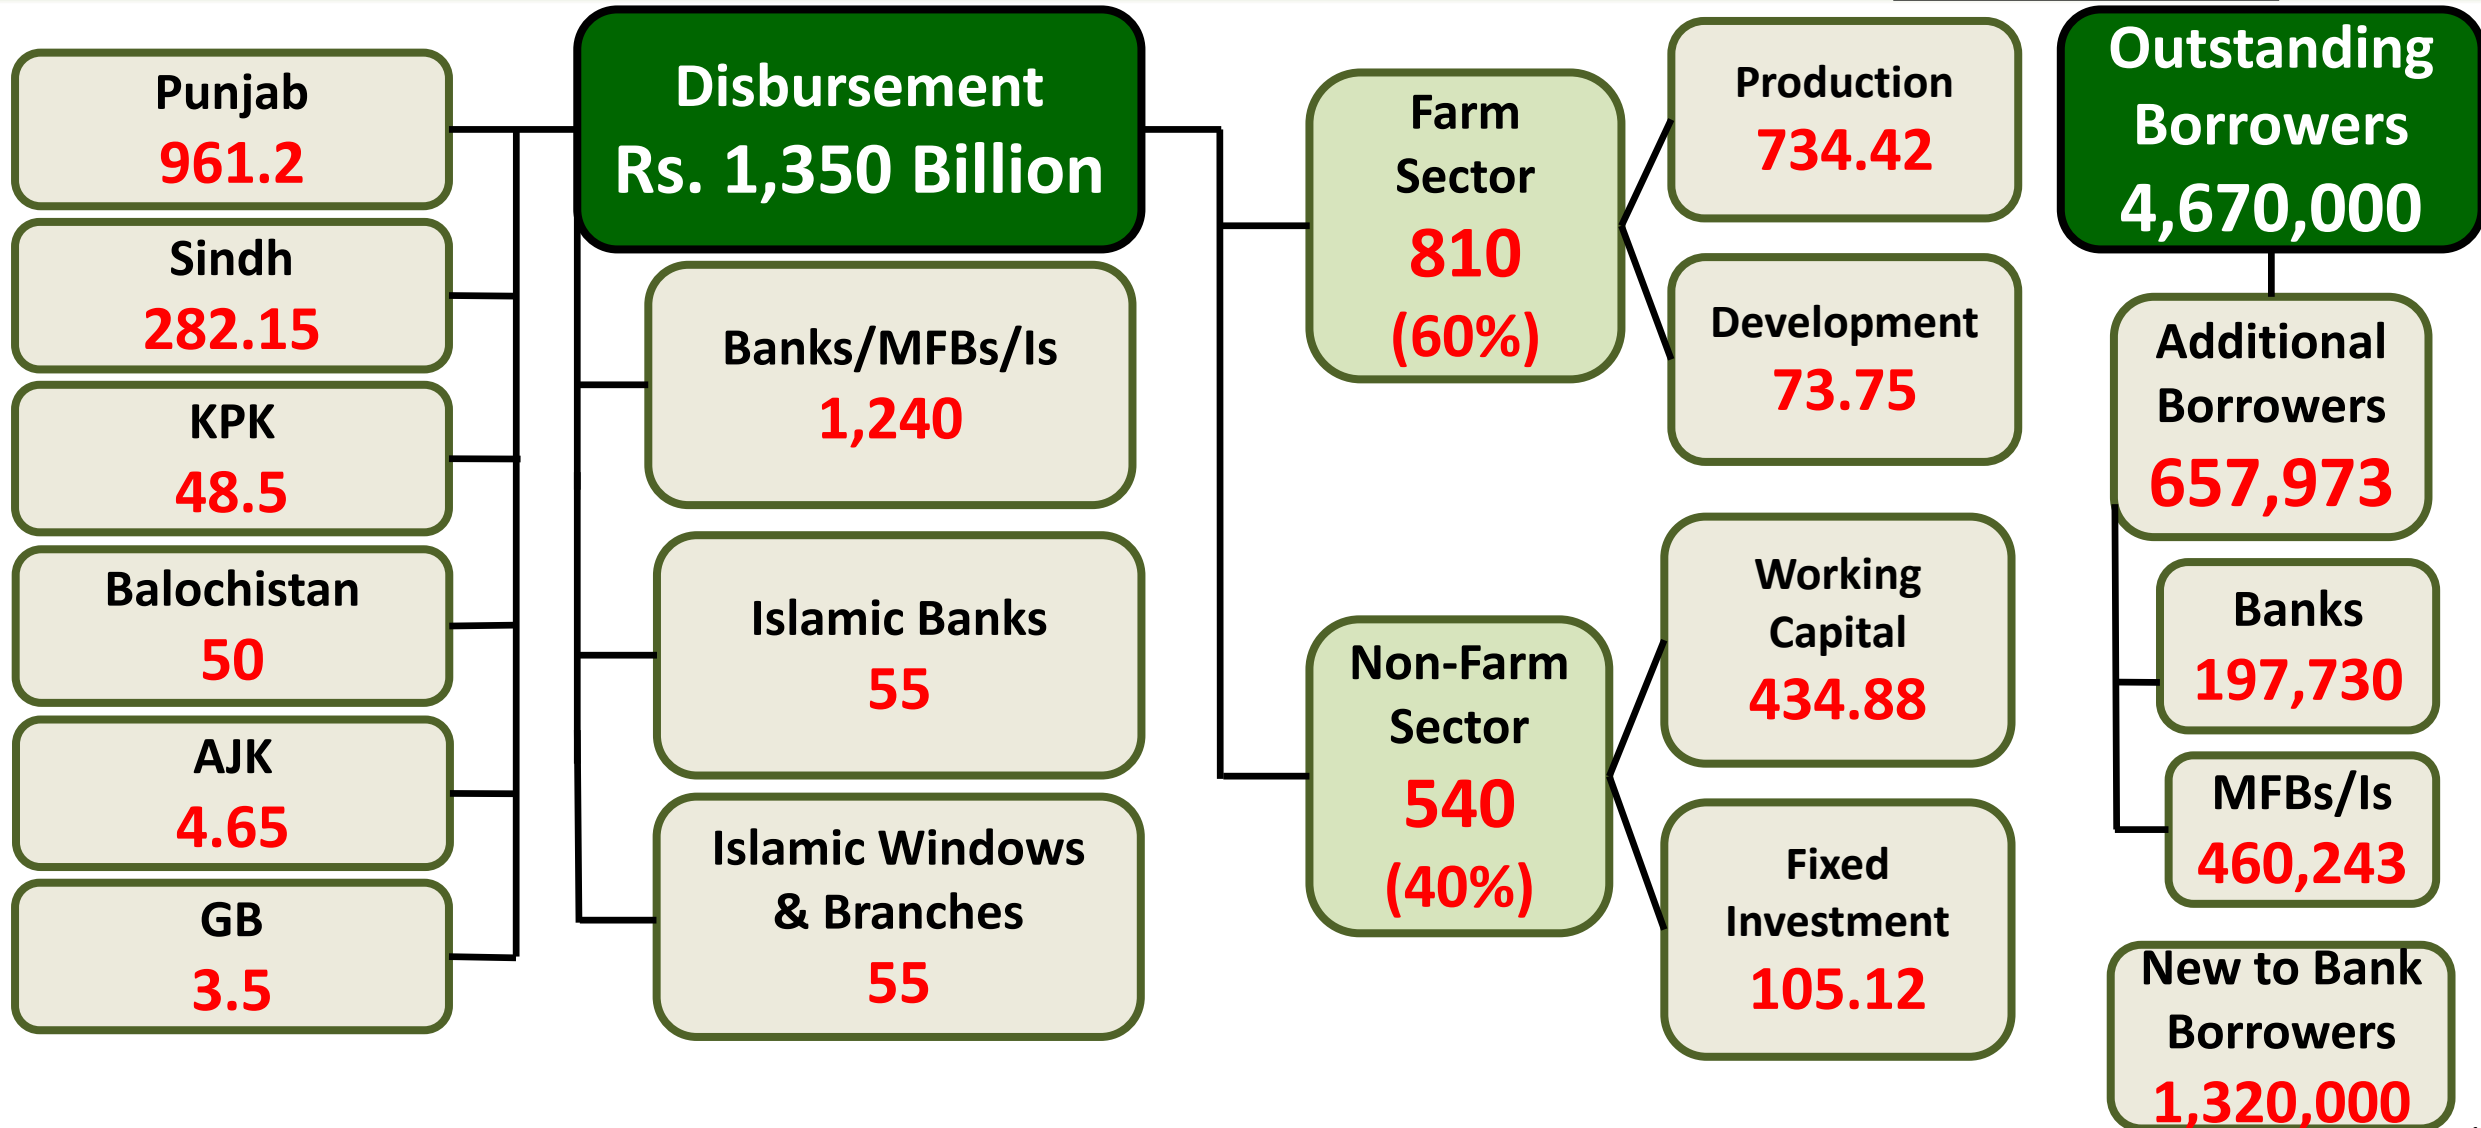 Punjab
961.2
Sindh
282.15
KPK
48.5
Balochistan
50
AJK
4.65
GB
3.5
Disbursement
Rs. 1,350 Billion
Banks/MFBs/Is
1,240
Islamic Banks
55
Islamic Windows
& Branches
55
Farm
Sector
810
(60%)
Non-Farm
Sector
540
(40%)
Production
734.42
Development
73.75
Working
Capital
434.88
Fixed
Investment
105.12
Outstanding
Borrowers
4,670,000
Additional
Borrowers
657,973
Banks
197,730
MFBs/Is
460,243
New to Bank
Borrowers
1,320,000